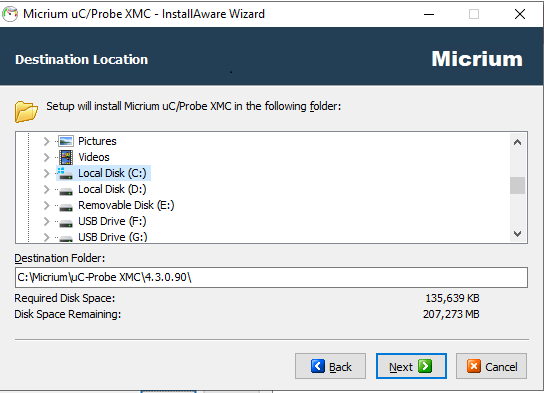 Micrium uC/Probe XMC - InstallAware Wizard
Destination Location
Micrium
Setup will install Micrium uC/Probe XMC in the following folder:
Pictures
Videos
Local Disk (C:)
Local Disk (D:)
Removable Disk (E:)
USB Drive (F:)
USB Drive (G:)
Destination Folder:
C:\Micrium\uC-Probe XMC\4.3.0.90\
Required Disk Space: 135,639 KB
Disk Space Remaining: 207,273 MB
Back Next Cancel